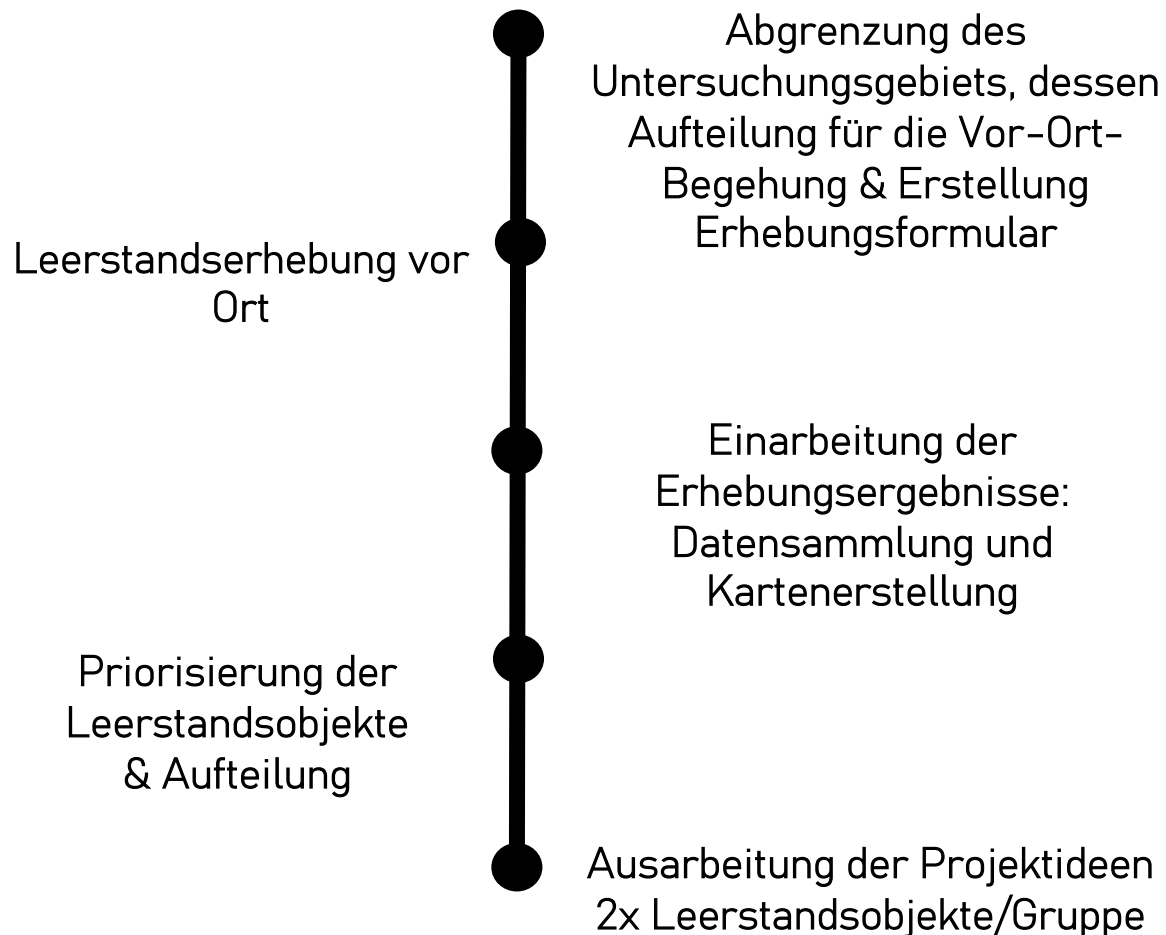 Abgrenzung des
Untersuchungsgebiets, dessen
Aufteilung für die Vor-Ort-
Begehung & Erstellung
Erhebungsformular
Leerstandserhebung vor
Ort
Einarbeitung der
Erhebungsergebnisse:
Datensammlung und
Kartenerstellung
Priorisierung der
Leerstandsobjekte
& Aufteilung
Ausarbeitung der Projektideen
2x Leerstandsobjekte/Gruppe